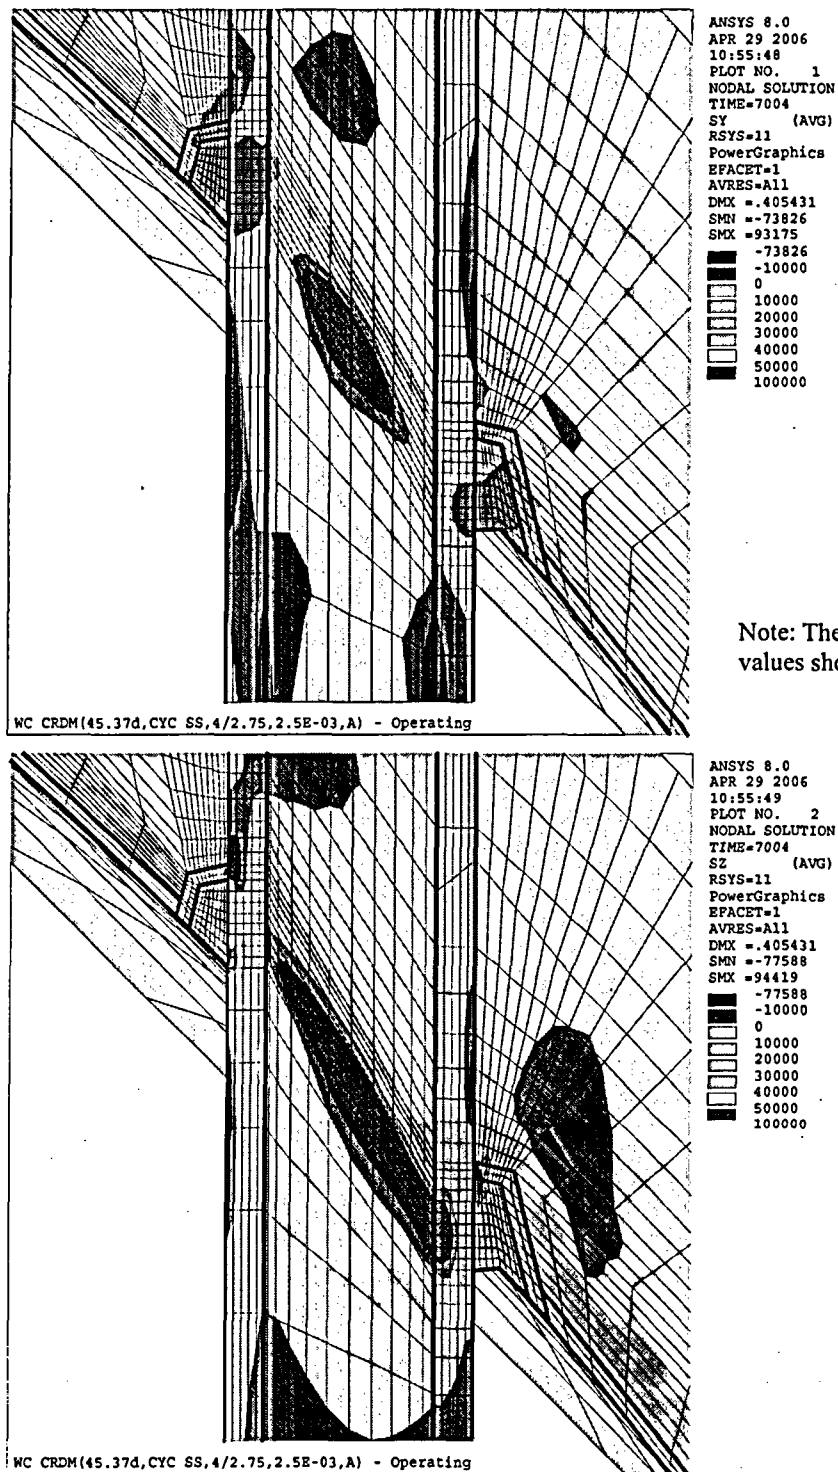 ANSYS 8.0
APR 29 2006
10:55:48
PLOT NO. 1
NODAL SOLUTION
TIME=7004
SY (AVG)
RSYS=11
PowerGraphics
EFACET=1
AVRES=All
DMX =.405431
SMN =-73826
SMX =93175
-73826
-10000
0
10000
20000
30000
40000
50000
100000
Note: The
values sho
WC CRDM(45.37d,CYC SS,4/2.75,2.5E-03,A) - Operating
ANSYS 8.0
APR 29 2006
10:55:49
PLOT NO. 2
NODAL SOLUTION
TIME=7004
SZ (AVG)
RSYS=11
PowerGraphics
EFACET=1
AVRES=All
DMX =.405431
SMN =-77588
SMX =94419
-77588
-10000
0
10000
20000
30000
40000
50000
100000
WC CRDM(45.37d,CYC SS,4/2.75,2.5E-03,A) - Operating